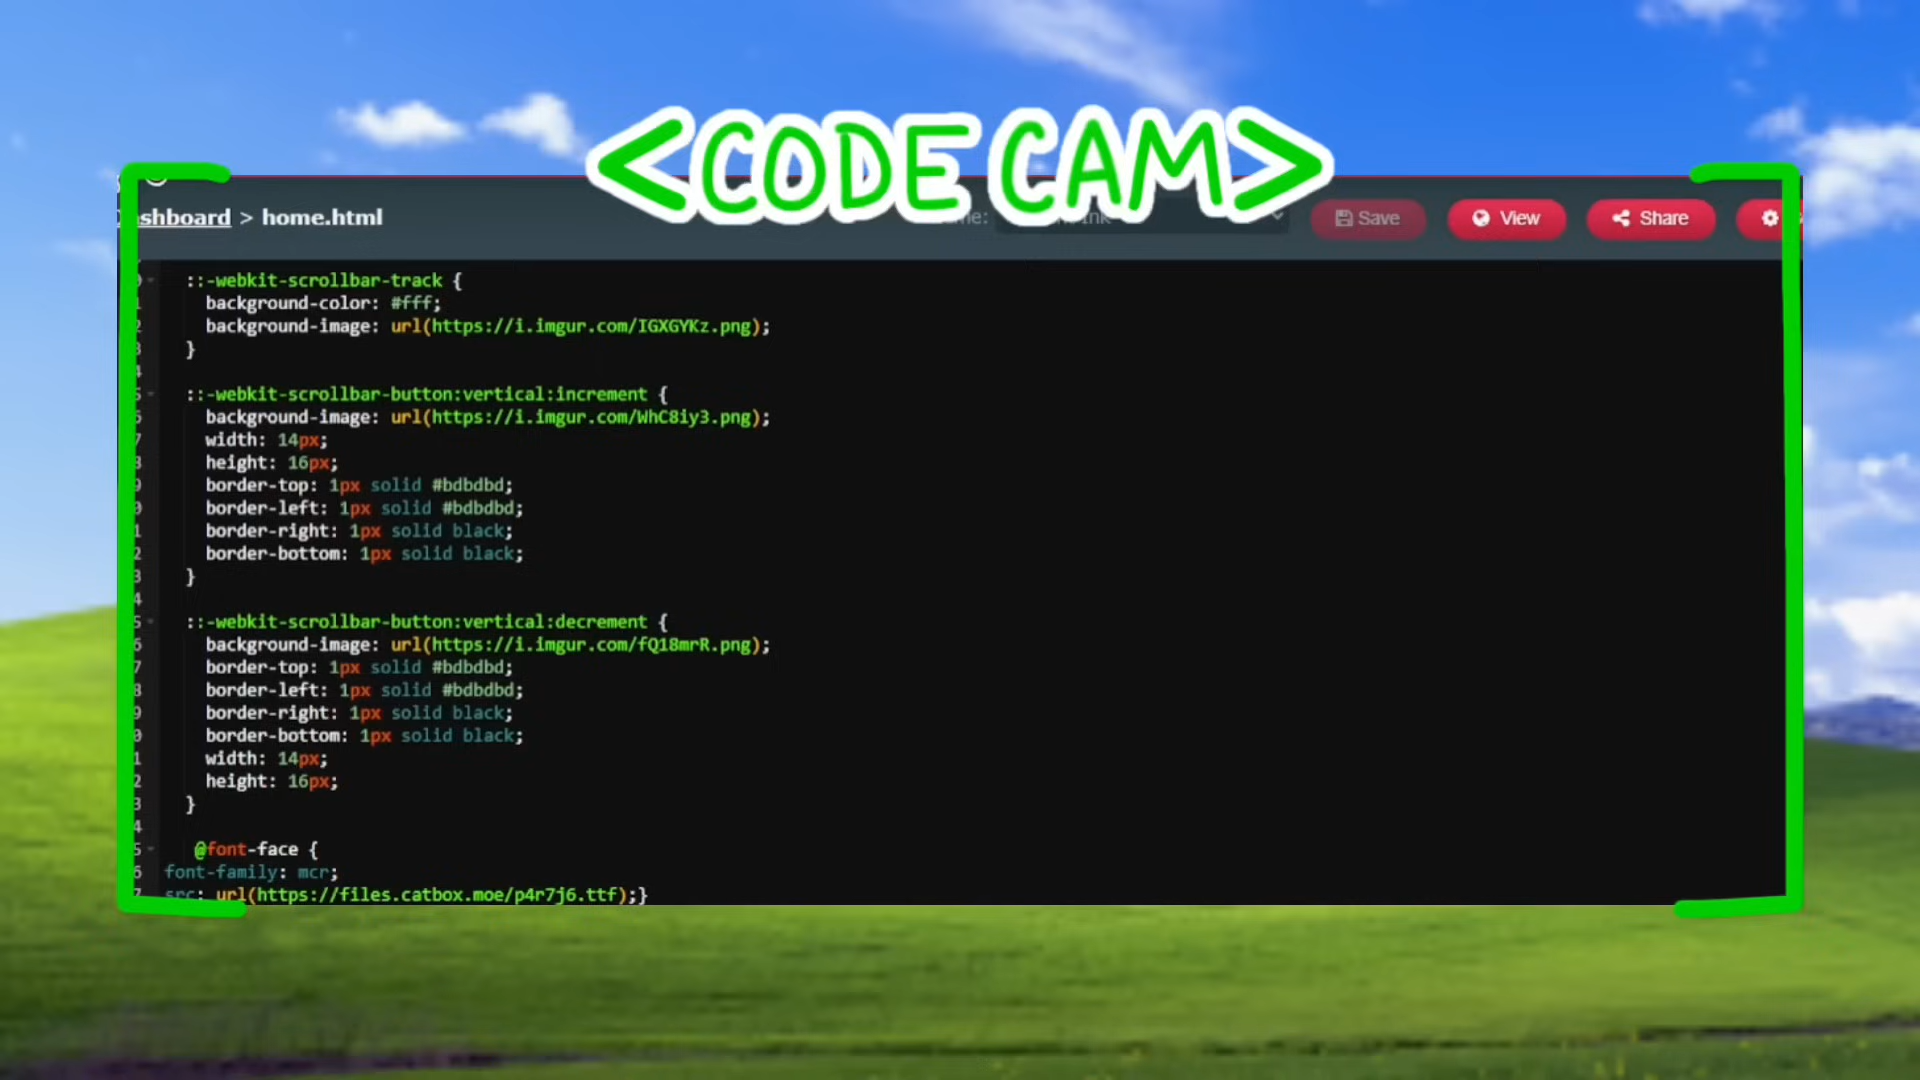 <CODE CAM>
ashboard > home.html
Save
View
Share
::-webkit-scrollbar-track {
background-color: #fff;
background-image: url(https://i.imgur.com/IGXGYKz.png);
}
::-webkit-scrollbar-button:vertical:increment {
background-image: url(https://i.imgur.com/WhC8iy3.png);
width: 14px;
height: 16px;
border-top: 1px solid #bdbdbd;
border-left: 1px solid #bdbdbd;
border-right: 1px solid black;
border-bottom: 1px solid black;
}
::-webkit-scrollbar-button:vertical:decrement {
background-image: url(https://i.imgur.com/fQ18mrR.png);
border-top: 1px solid #bdbdbd;
border-left: 1px solid #bdbdbd;
border-right: 1px solid black;
border-bottom: 1px solid black;
width: 14px;
height: 16px;
}
@font-face {
font-family: mcr;
src: url(https://files.catbox.moe/p4r7j6.ttf);}